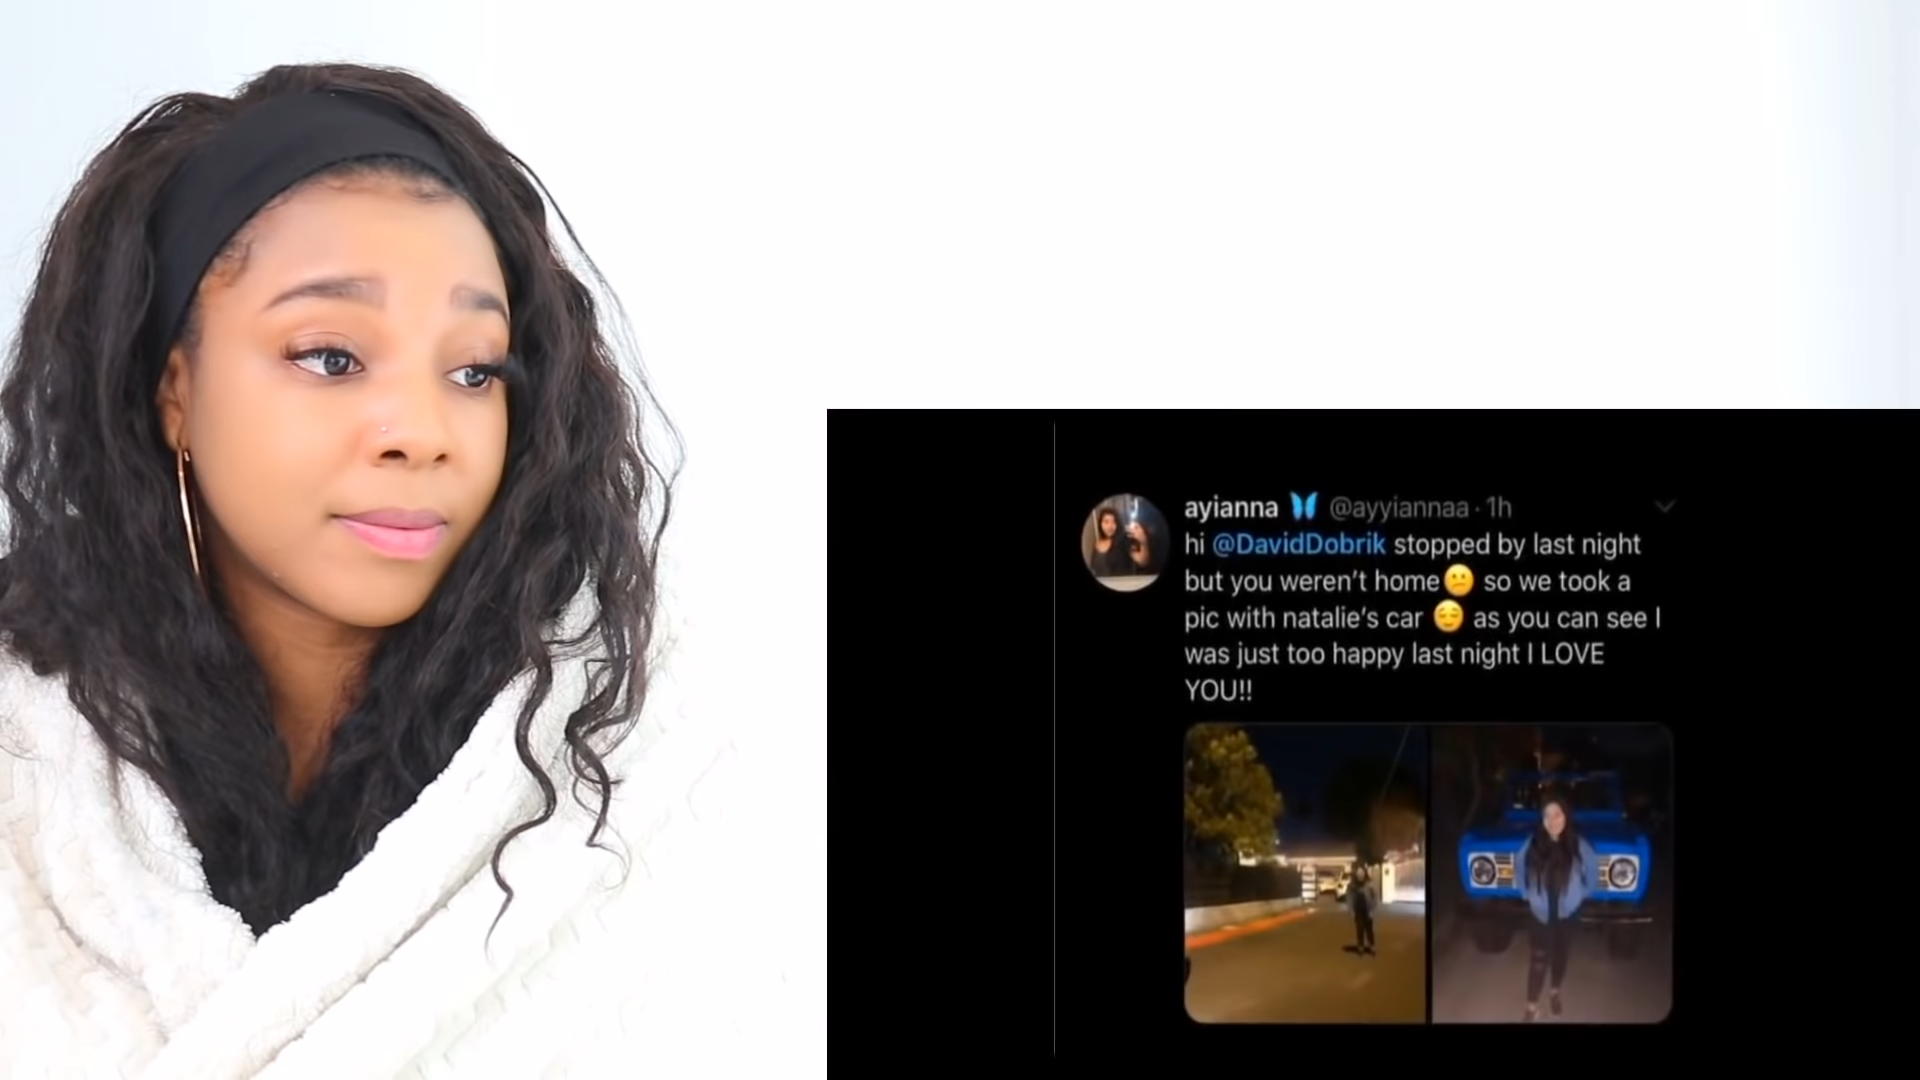 ayianna 🦋 @ayyiannaa · 1h
hi @DavidDobrik stopped by last night
but you weren't home😕 so we took a
pic with natalie's car 😌 as you can see I
was just too happy last night I LOVE
YOU!!